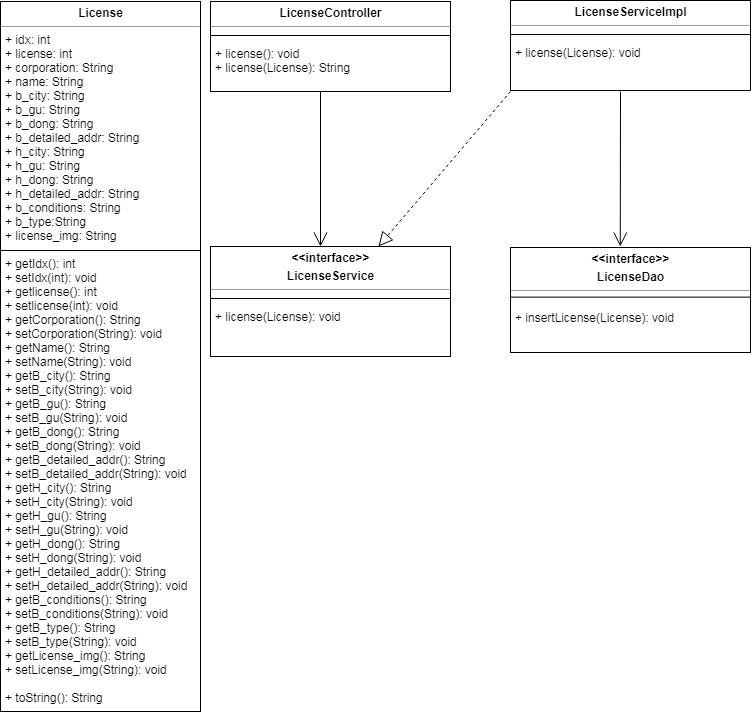 License
+ idx: int
+ license: int
+ corporation: String
+ name: String
+ b_city: String
+ b_gu: String
+ b_dong: String
+ b_detailed_addr: String
+ h_city: String
+ h_gu: String
+ h_dong: String
+ h_detailed_addr: String
+ b_conditions: String
+ b_type:String
+ license_img: String
+ getIdx(): int
+ setIdx(int): void
+ getlicense(): int
+ setlicense(int): void
+ getCorporation(): String
+ setCorporation(String): void
+ getName(): String
+ setName(String): void
+ getB_city(): String
+ setB_city(String): void
+ getB_gu(): String
+ setB_gu(String): void
+ getB_dong(): String
+ setB_dong(String): void
+ getB_detailed_addr(): String
+ setB_detailed_addr(String): void
+ getH_city(): String
+ setH_city(String): void
+ getH_gu(): String
+ setH_gu(String): void
+ getH_dong(): String
+ setH_dong(String): void
+ getH_detailed_addr(): String
+ setH_detailed_addr(String): void
+ getB_conditions(): String
+ setB_conditions(String): void
+ getB_type(): String
+ setB_type(String): void
+ getLicense_img(): String
+ setLicense_img(String): void
+ toString(): String
LicenseController
+ license(): void
+ license(License): String
LicenseServiceImpl
+ license(License): void
<<interface>>
LicenseService
+ license(License): void
<<interface>>
LicenseDao
+ insertLicense(License): void